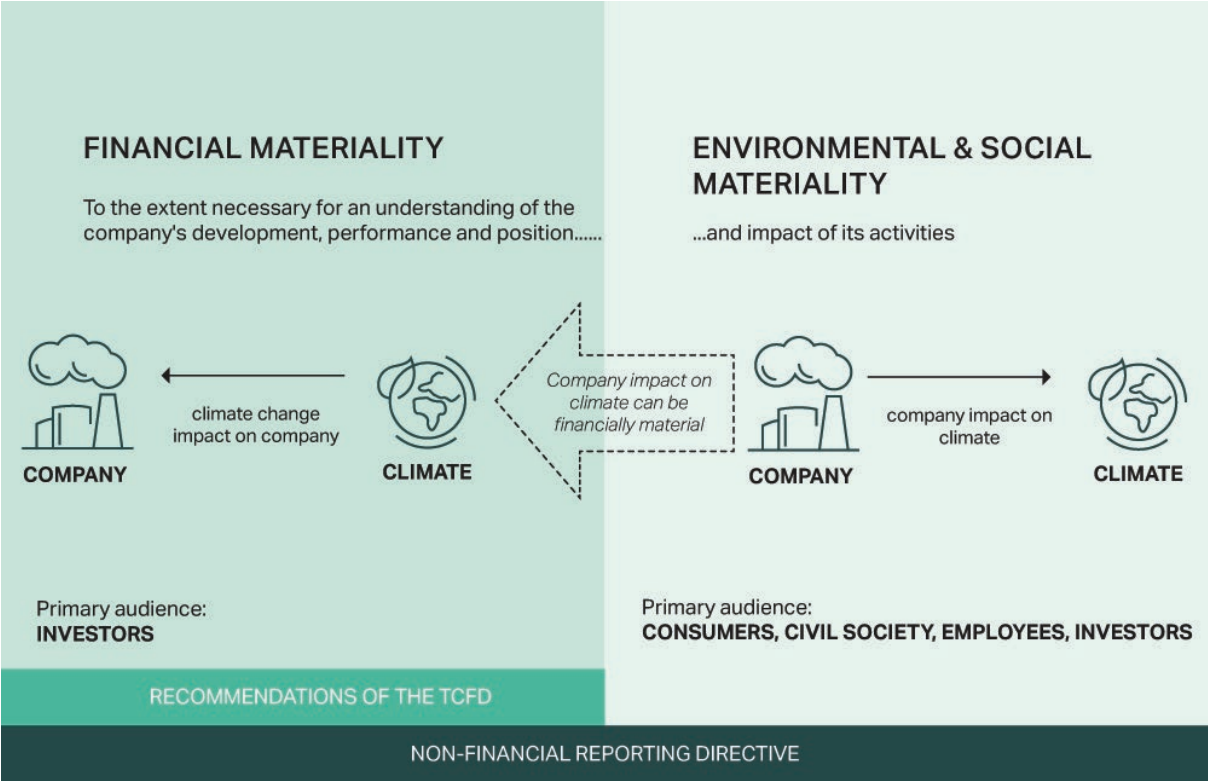 FINANCIAL MATERIALITY
To the extent necessary for an understanding of the
company's development, performance and position......
COMPANY
climate change
impact on company
CLIMATE
Primary audience:
INVESTORS
RECOMMENDATIONS OF THE TCFD
Company impact on
climate can be
financially material
ENVIRONMENTAL & SOCIAL
MATERIALITY
...and impact of its activities
COMPANY
company impact on
climate
CLIMATE
Primary audience:
CONSUMERS, CIVIL SOCIETY, EMPLOYEES, INVESTORS
NON-FINANCIAL REPORTING DIRECTIVE